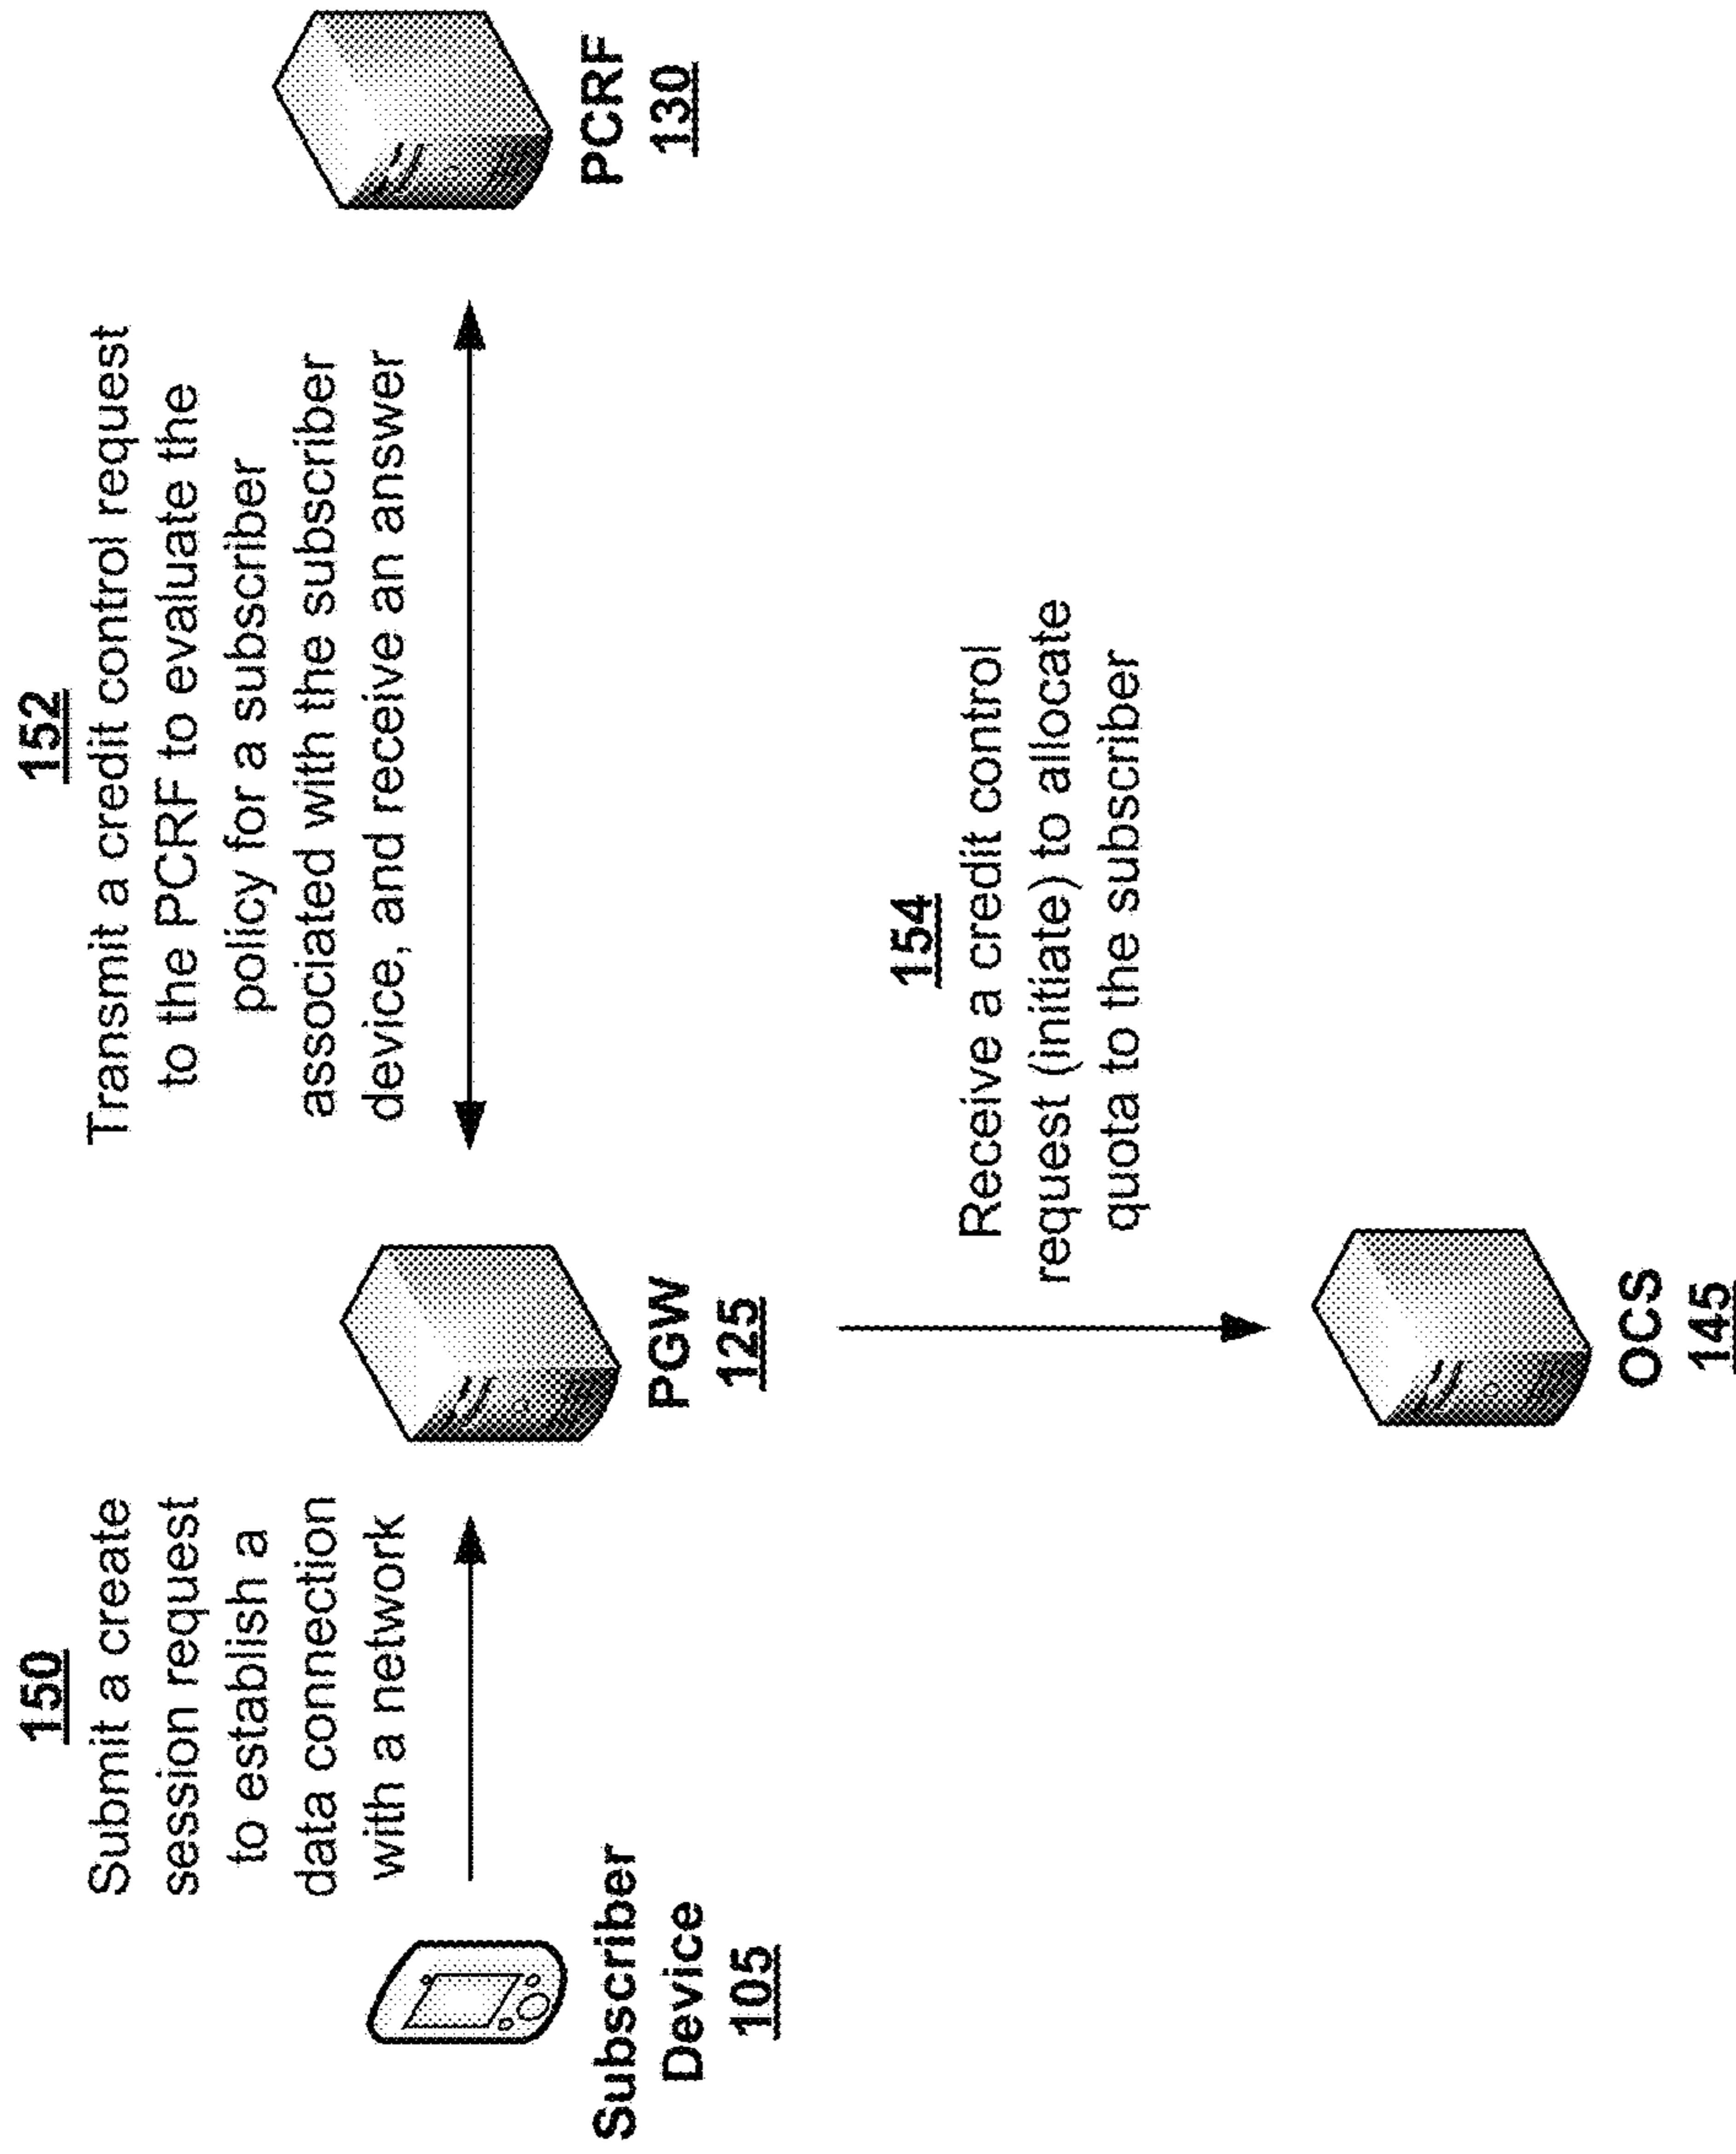 150
Submit a create
session request
to establish a
data connection
with a network
152
Transmit a credit control request
to the PCRF to evaluate the
policy for a subscriber
associated with the subscriber
device, and receive an answer
Subscriber
Device
105
PGW
125
PCRF
130
154
Receive a credit control
request (initiate) to allocate
quota to the subscriber
OCS
145